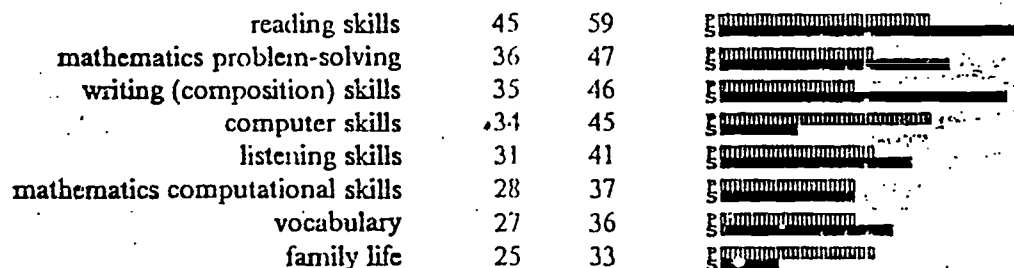 reading skills 45 59 P S
mathematics problem-solving 36 47 P S
writing (composition) skills 35 46 P S
computer skills 34 45 P S
listening skills 31 41 P S
mathematics computational skills 28 37 P S
vocabulary 27 36 P S
family life 25 33 P S